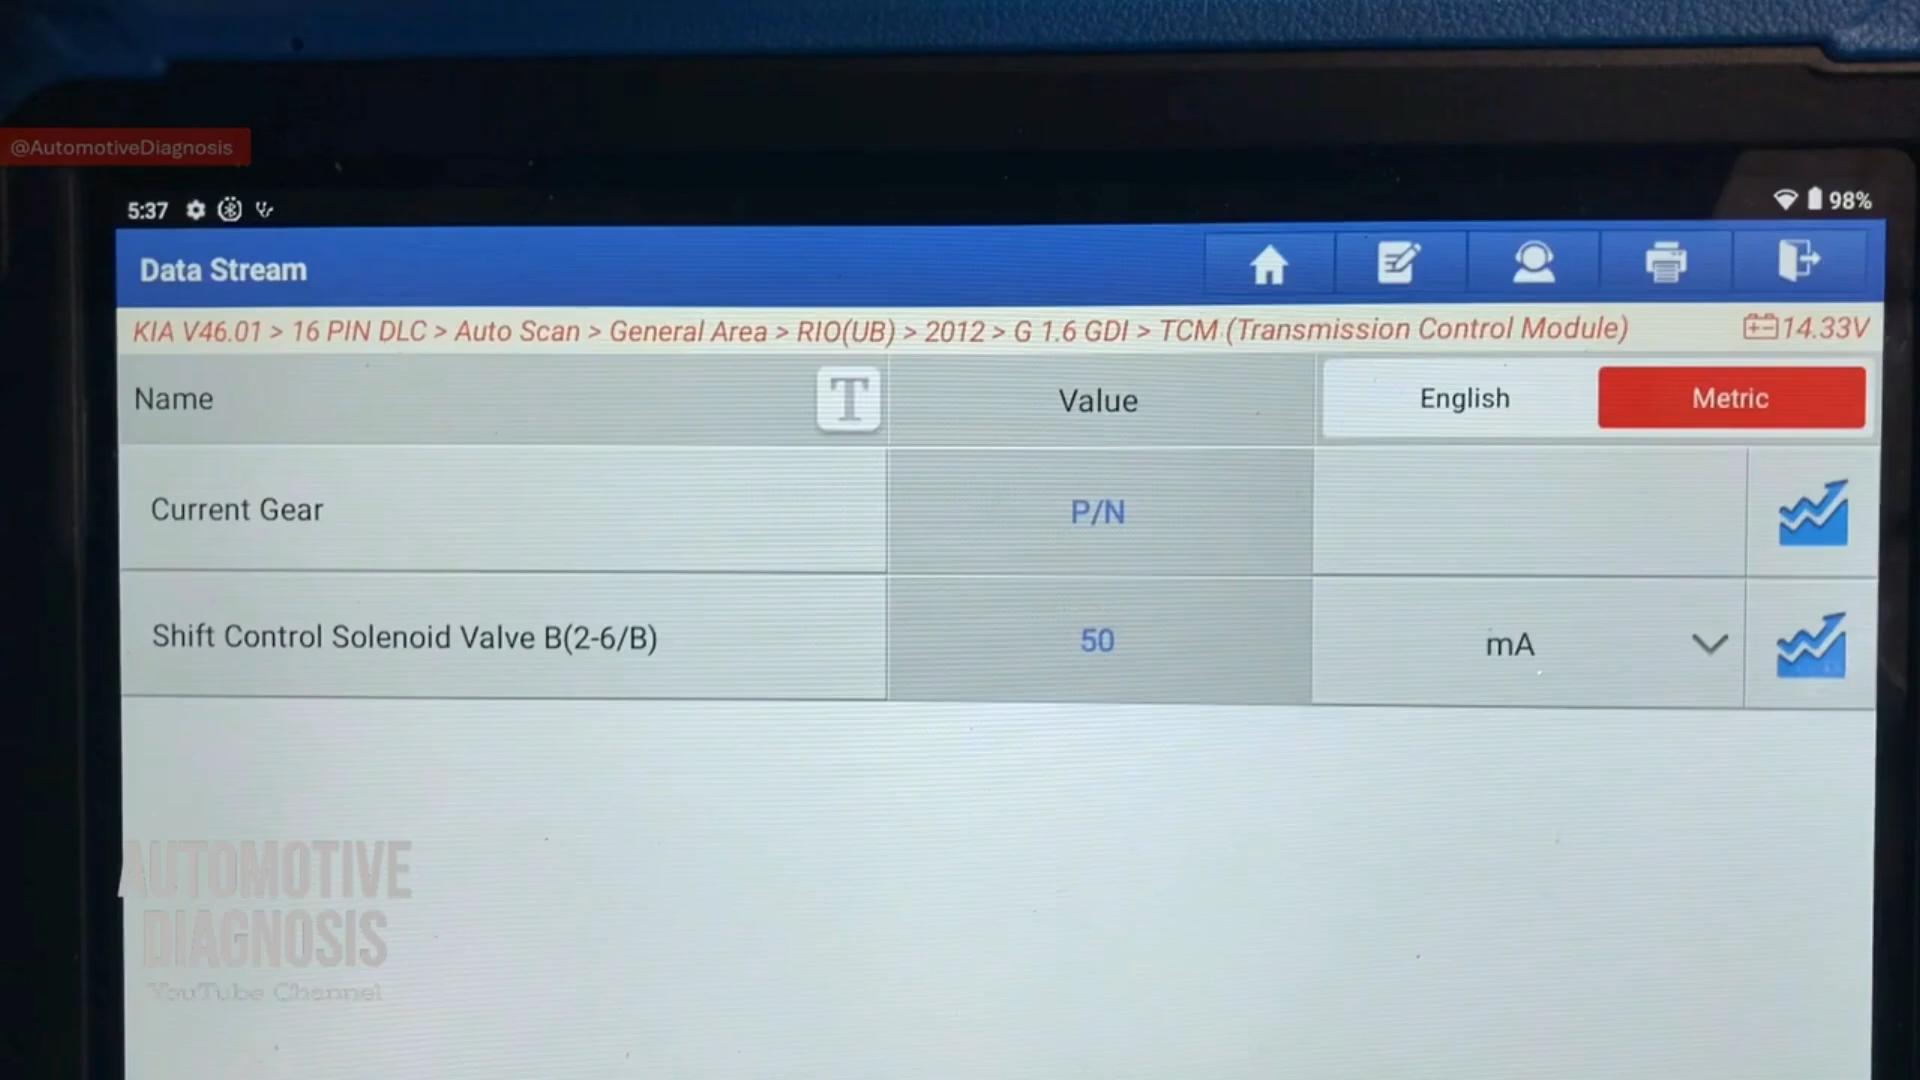 @AutomotiveDiagnosis
5:37
98%
Data Stream
KIA V46.01 > 16 PIN DLC > Auto Scan > General Area > RIO(UB) > 2012 > G 1.6 GDI > TCM (Transmission Control Module)
14.33V
Name
T
Value
English
Metric
Current Gear
P/N
Shift Control Solenoid Valve B(2-6/B)
50
mA
AUTOMOTIVE
DIAGNOSIS
YouTube Channel